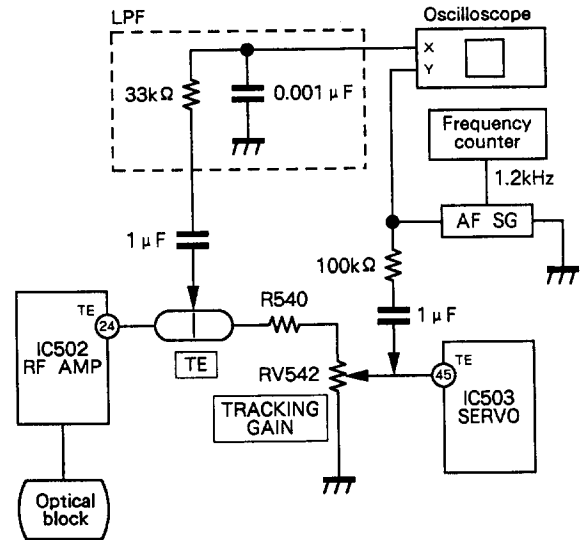 LPF
Oscilloscope
X
Y
33kΩ
0.001 μF
Frequency
counter
1.2kHz
AF SG
1 μF
100kΩ
1 μF
TE
24
IC502
RF AMP
TE
R540
RV542
TRACKING
GAIN
TE
45
IC503
SERVO
Optical
block